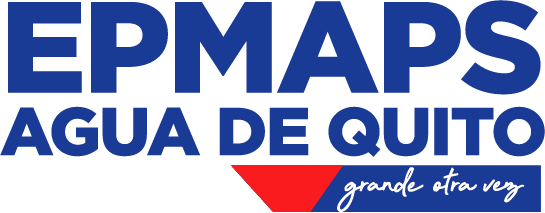 EPMAPS
AGUA DE QUITO
grande otra vez